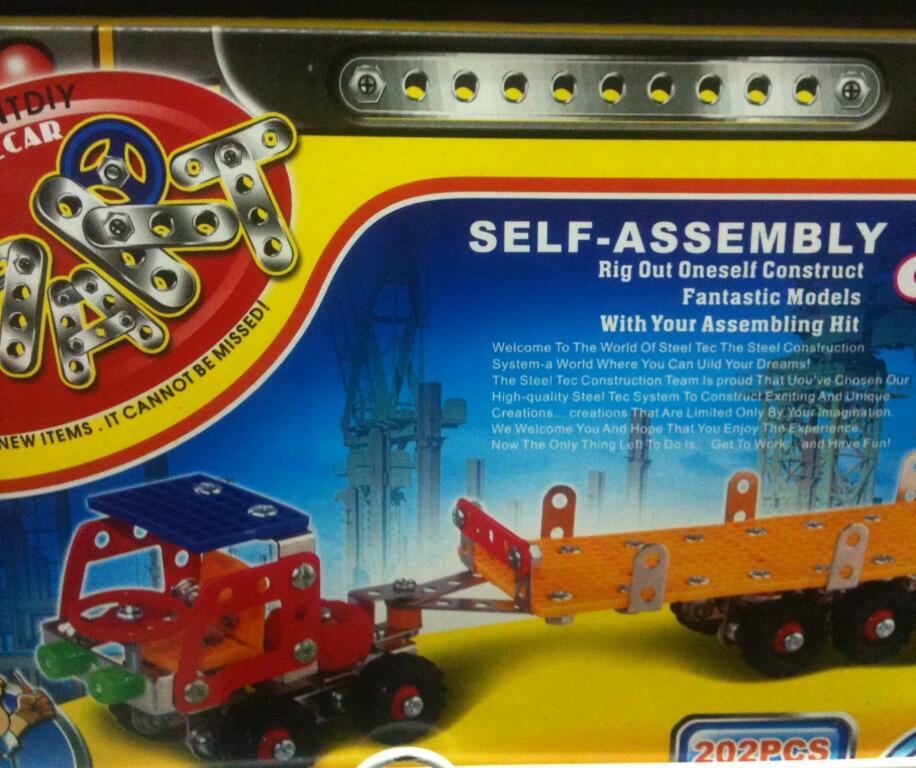 CAR
NEW ITEMS . IT CANNOT BE MISSED!
SELF-ASSEMBLY
Rig Out Oneself Construct
Fantastic Models
With Your Assembling Hit
Welcome To The World Of Steel Tec The Steel Construction
System-a World Where You Can Uild Your Dreams!
The Steel Tec Construction Team Is proud That Uou've Chosen Our
High-quality Steel Tec System To Construct Exciting And Unique
Creations... creations That Are Limited Only By Your Imagination.
We Welcome You And Hope That You Enjoy The Experience.
Now The Only Thing Left To Do Is... Get To Work... and Have Fun!
202PCS